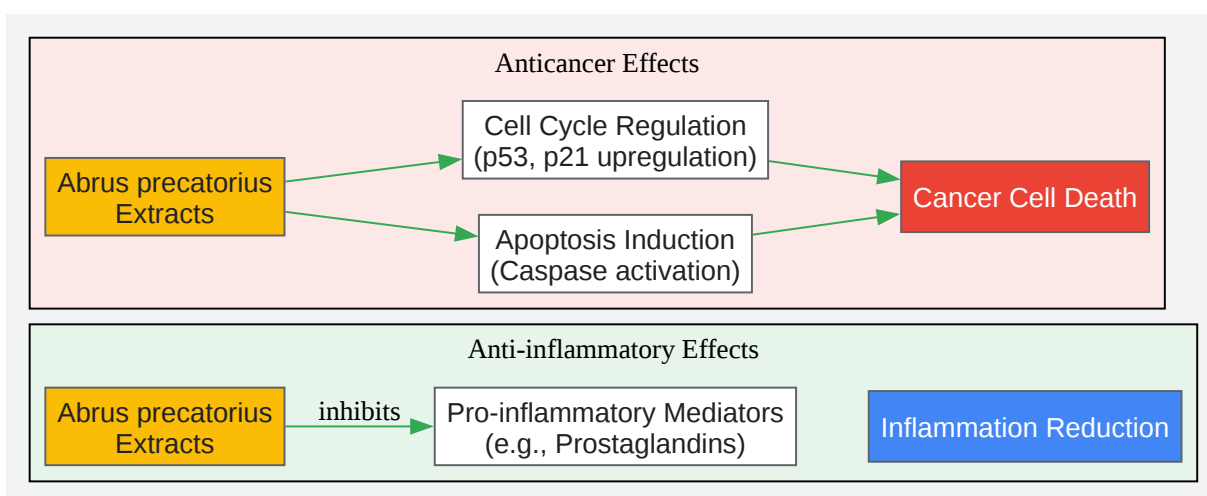 Anticancer Effects
Abrus precatorius
Extracts
Cell Cycle Regulation
(p53, p21 upregulation)
Apoptosis Induction
(Caspase activation)
Cancer Cell Death
Anti-inflammatory Effects
Abrus precatorius
Extracts
inhibits
Pro-inflammatory Mediators
(e.g., Prostaglandins)
Inflammation Reduction